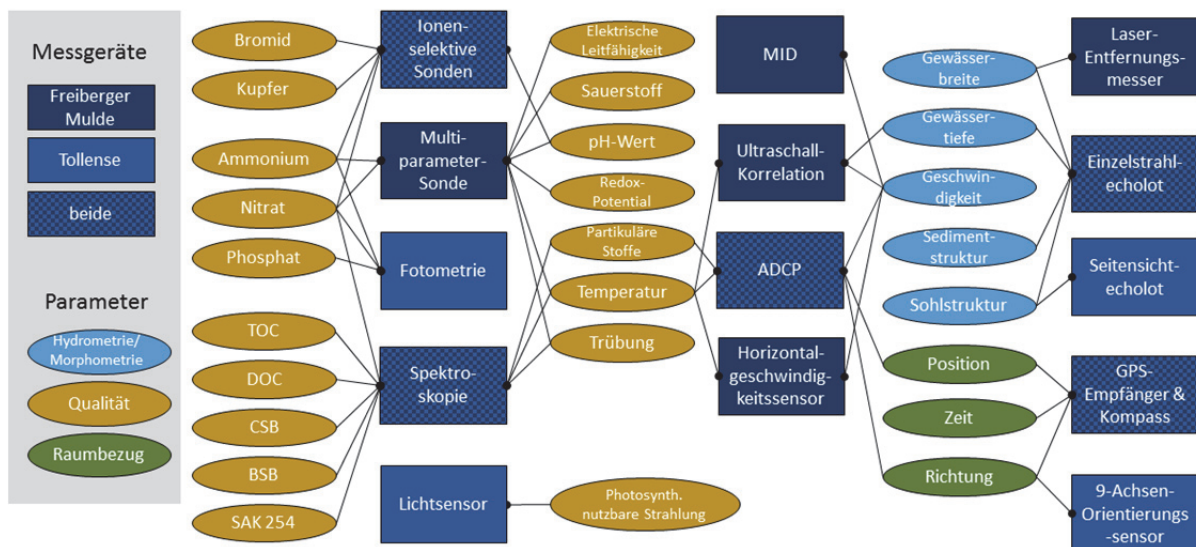 Messgeräte
Freiberger
Mulde
Tollense
beide
Parameter
Hydrometrie/
Morphometrie
Qualität
Raumbezug
Bromid
Kupfer
Ammonium
Nitrat
Phosphat
TOC
DOC
CSB
BSB
SAK 254
Ionen-
selektive
Sonden
Multi-
parameter-
Sonde
Fotometrie
Spektro-
skopie
Lichtsensor
Elektrische
Leitfähigkeit
Sauerstoff
pH-Wert
Redox-
Potential
Partikuläre
Stoffe
Temperatur
Trübung
Photosynth.
nutzbare Strahlung
MID
Ultraschall-
Korrelation
ADCP
Horizontal-
geschwindig-
keitssensor
Gewässer-
breite
Gewässer-
tiefe
Geschwin-
digkeit
Sediment-
struktur
Sohlstruktur
Position
Zeit
Richtung
Laser-
Entfernungs-
messer
Einzelstrahl-
echolot
Seitensicht-
echolot
GPS-
Empfänger &
Kompass
9-Achsen-
Orientierungs
-sensor